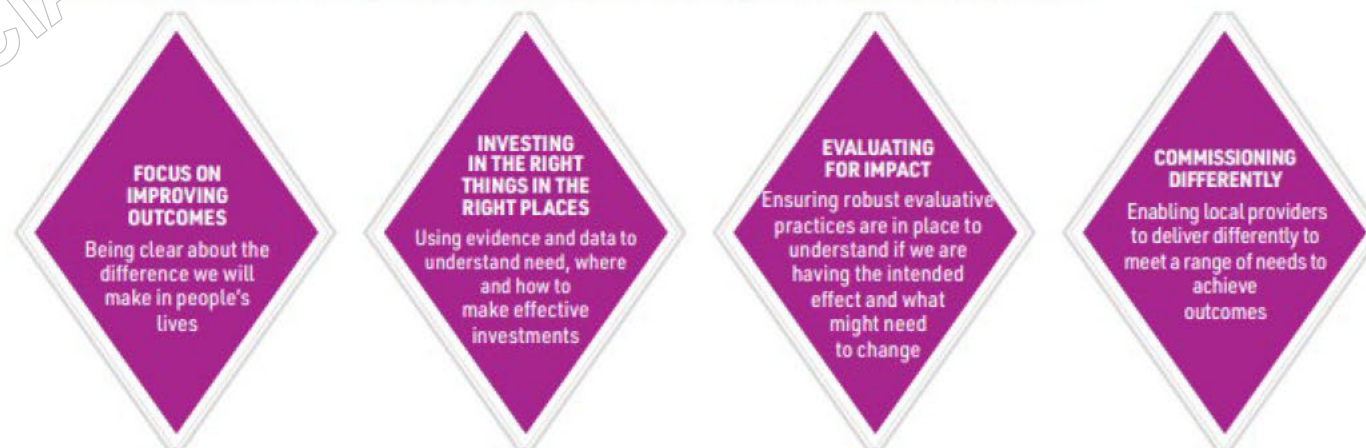 FOCUS ON
IMPROVING
OUTCOMES
Being clear about the
difference we will
make in people's
lives
INVESTING
IN THE RIGHT
THINGS IN THE
RIGHT PLACES
Using evidence and data to
understand need, where
and how to
make effective
investments
EVALUATING
FOR IMPACT
Ensuring robust evaluative
practices are in place to
understand if we are
having the intended
effect and what
might need
to change
COMMISSIONING
DIFFERENTLY
Enabling local providers
to deliver differently to
meet a range of needs to
achieve
outcomes